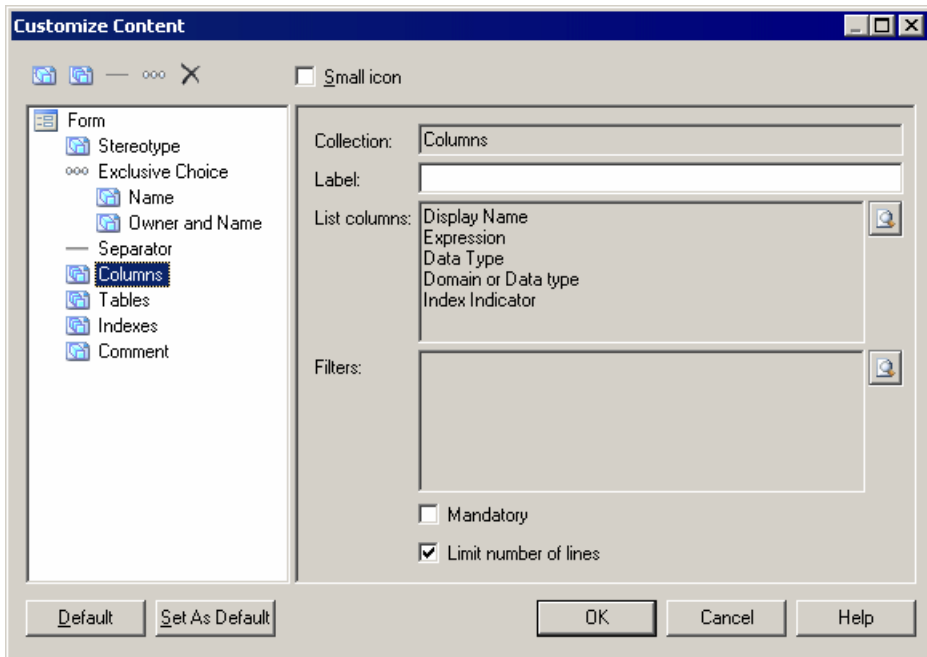 Customize Content
Small icon
Form
Stereotype
Exclusive Choice
Name
Owner and Name
Separator
Columns
Tables
Indexes
Comment
Collection: Columns
Label:
List columns: Display Name
Expression
Data Type
Domain or Data type
Index Indicator
Filters:
Mandatory
Limit number of lines
Default Set As Default OK Cancel Help